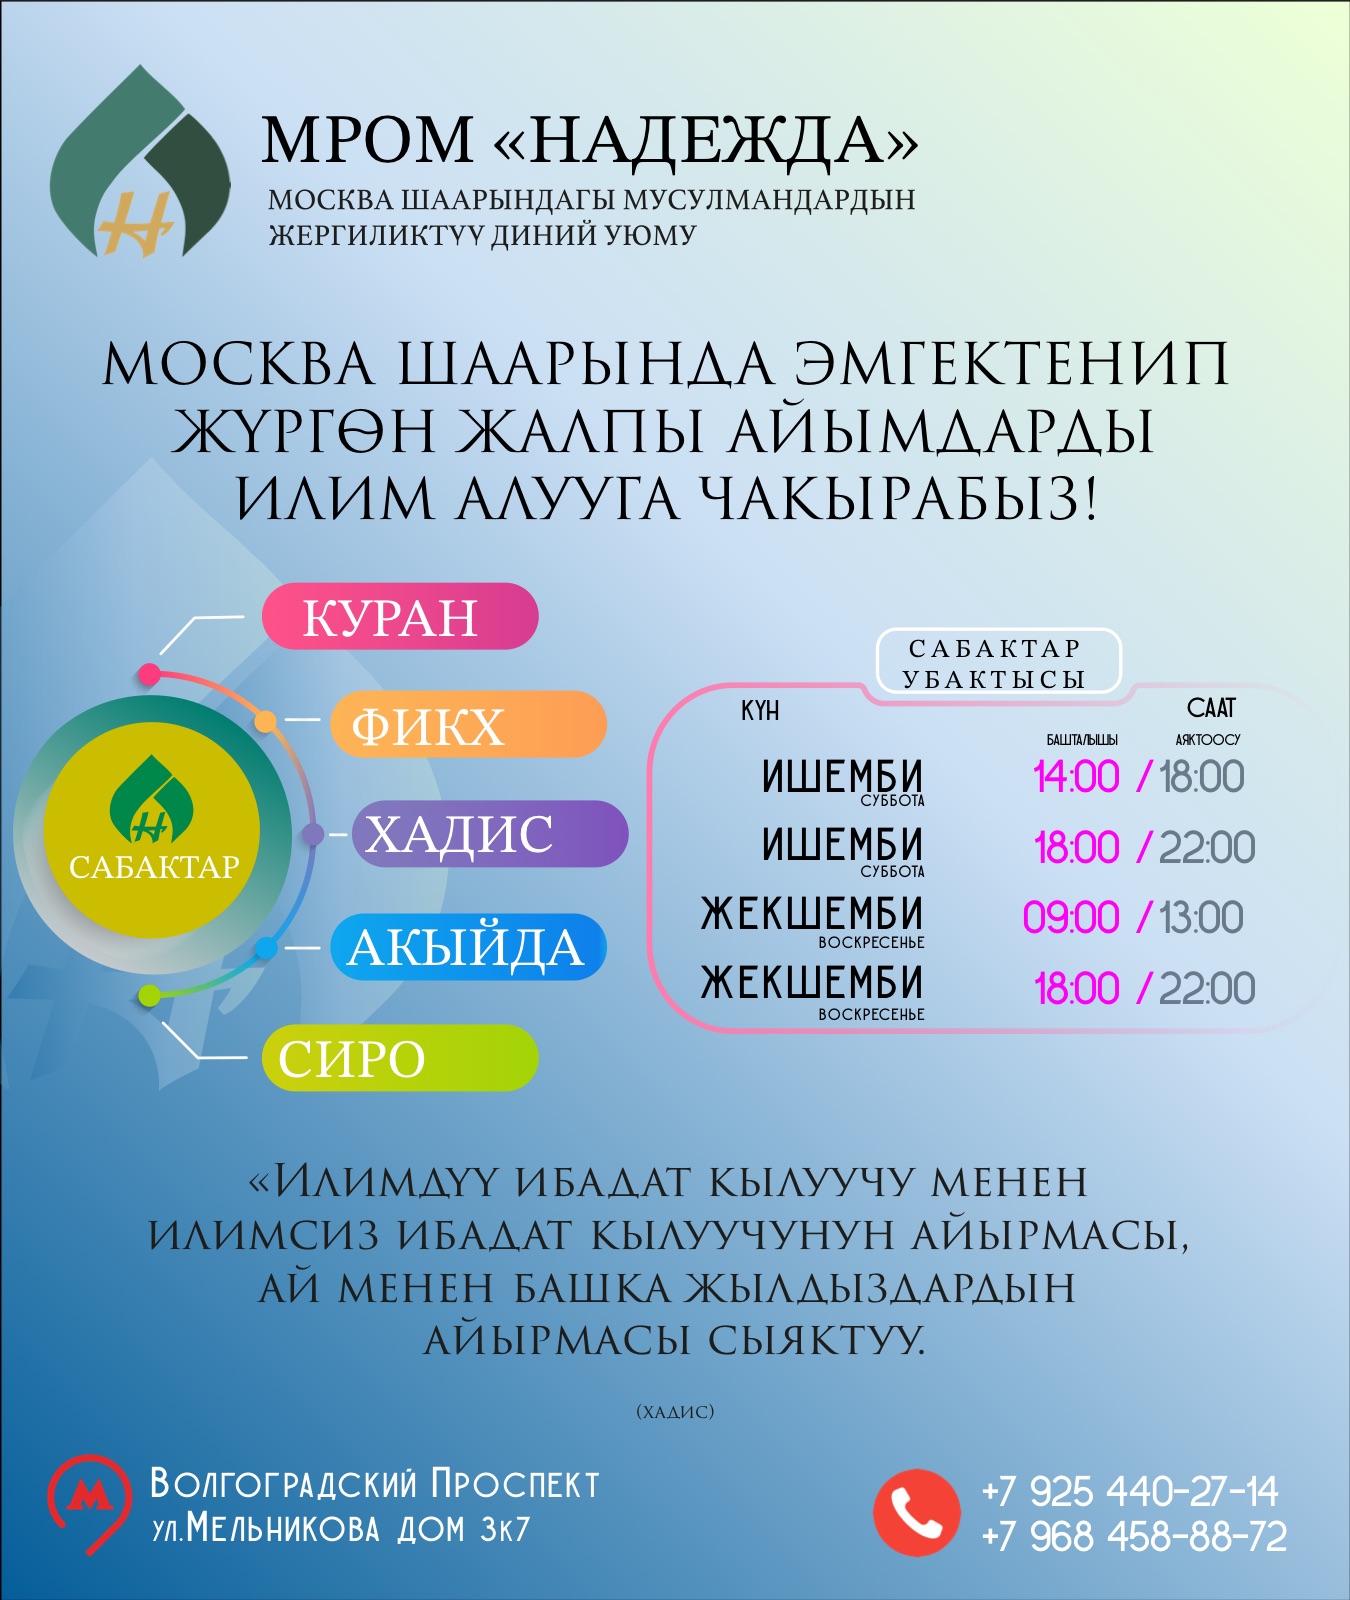 МРОМ «НАДЕЖДА»
МОСКВА ШААРЫНДАГЫ МУСУЛМАНДАРДЫН
ЖЕРГИЛИКТҮҮ ДИНИЙ УЮМУ
МОСКВА ШААРЫНДА ЭМГЕКТЕНИП
ЖҮРГӨН ЖАЛПЫ АЙЫМДАРДЫ
ИЛИМ АЛУУГА ЧАКЫРАБЫЗ!
САБАКТАР
КУРАН
ФИКХ
ХАДИС
АКЫЙДА
СИРО
САБАКТАР
УБАКТЫСЫ
КҮН СААТ
БАШТАЛЫШЫ АЯКТООСУ
ИШЕМБИ 14:00 / 18:00
СУББОТА
ИШЕМБИ 18:00 / 22:00
СУББОТА
ЖЕКШЕМБИ 09:00 / 13:00
ВОСКРЕСЕНЬЕ
ЖЕКШЕМБИ 18:00 / 22:00
ВОСКРЕСЕНЬЕ
«ИЛИМДҮҮ ИБАДАТ КЫЛУУЧУ МЕНЕН
ИЛИМСИЗ ИБАДАТ КЫЛУУЧУНУН АЙЫРМАСЫ,
АЙ МЕНЕН БАШКА ЖЫЛДЫЗДАРДЫН
АЙЫРМАСЫ СЫЯКТУУ.
(ХАДИС)
ВОЛГОГРАДСКИЙ ПРОСПЕКТ
УЛ.МЕЛЬНИКОВА ДОМ 3К7
+7 925 440-27-14
+7 968 458-88-72